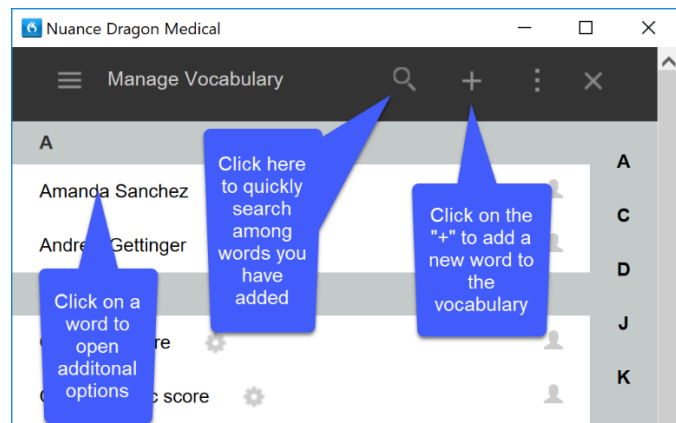 Nuance Dragon Medical
Manage Vocabulary
A
Amanda Sanchez
Gettinger
re
score
Click here
to quickly
search
among
words you
have
added
Click on the
"+" to add a
new word to
the
vocabulary
Click on a
word to
open
additonal
options
A
C
D
J
K